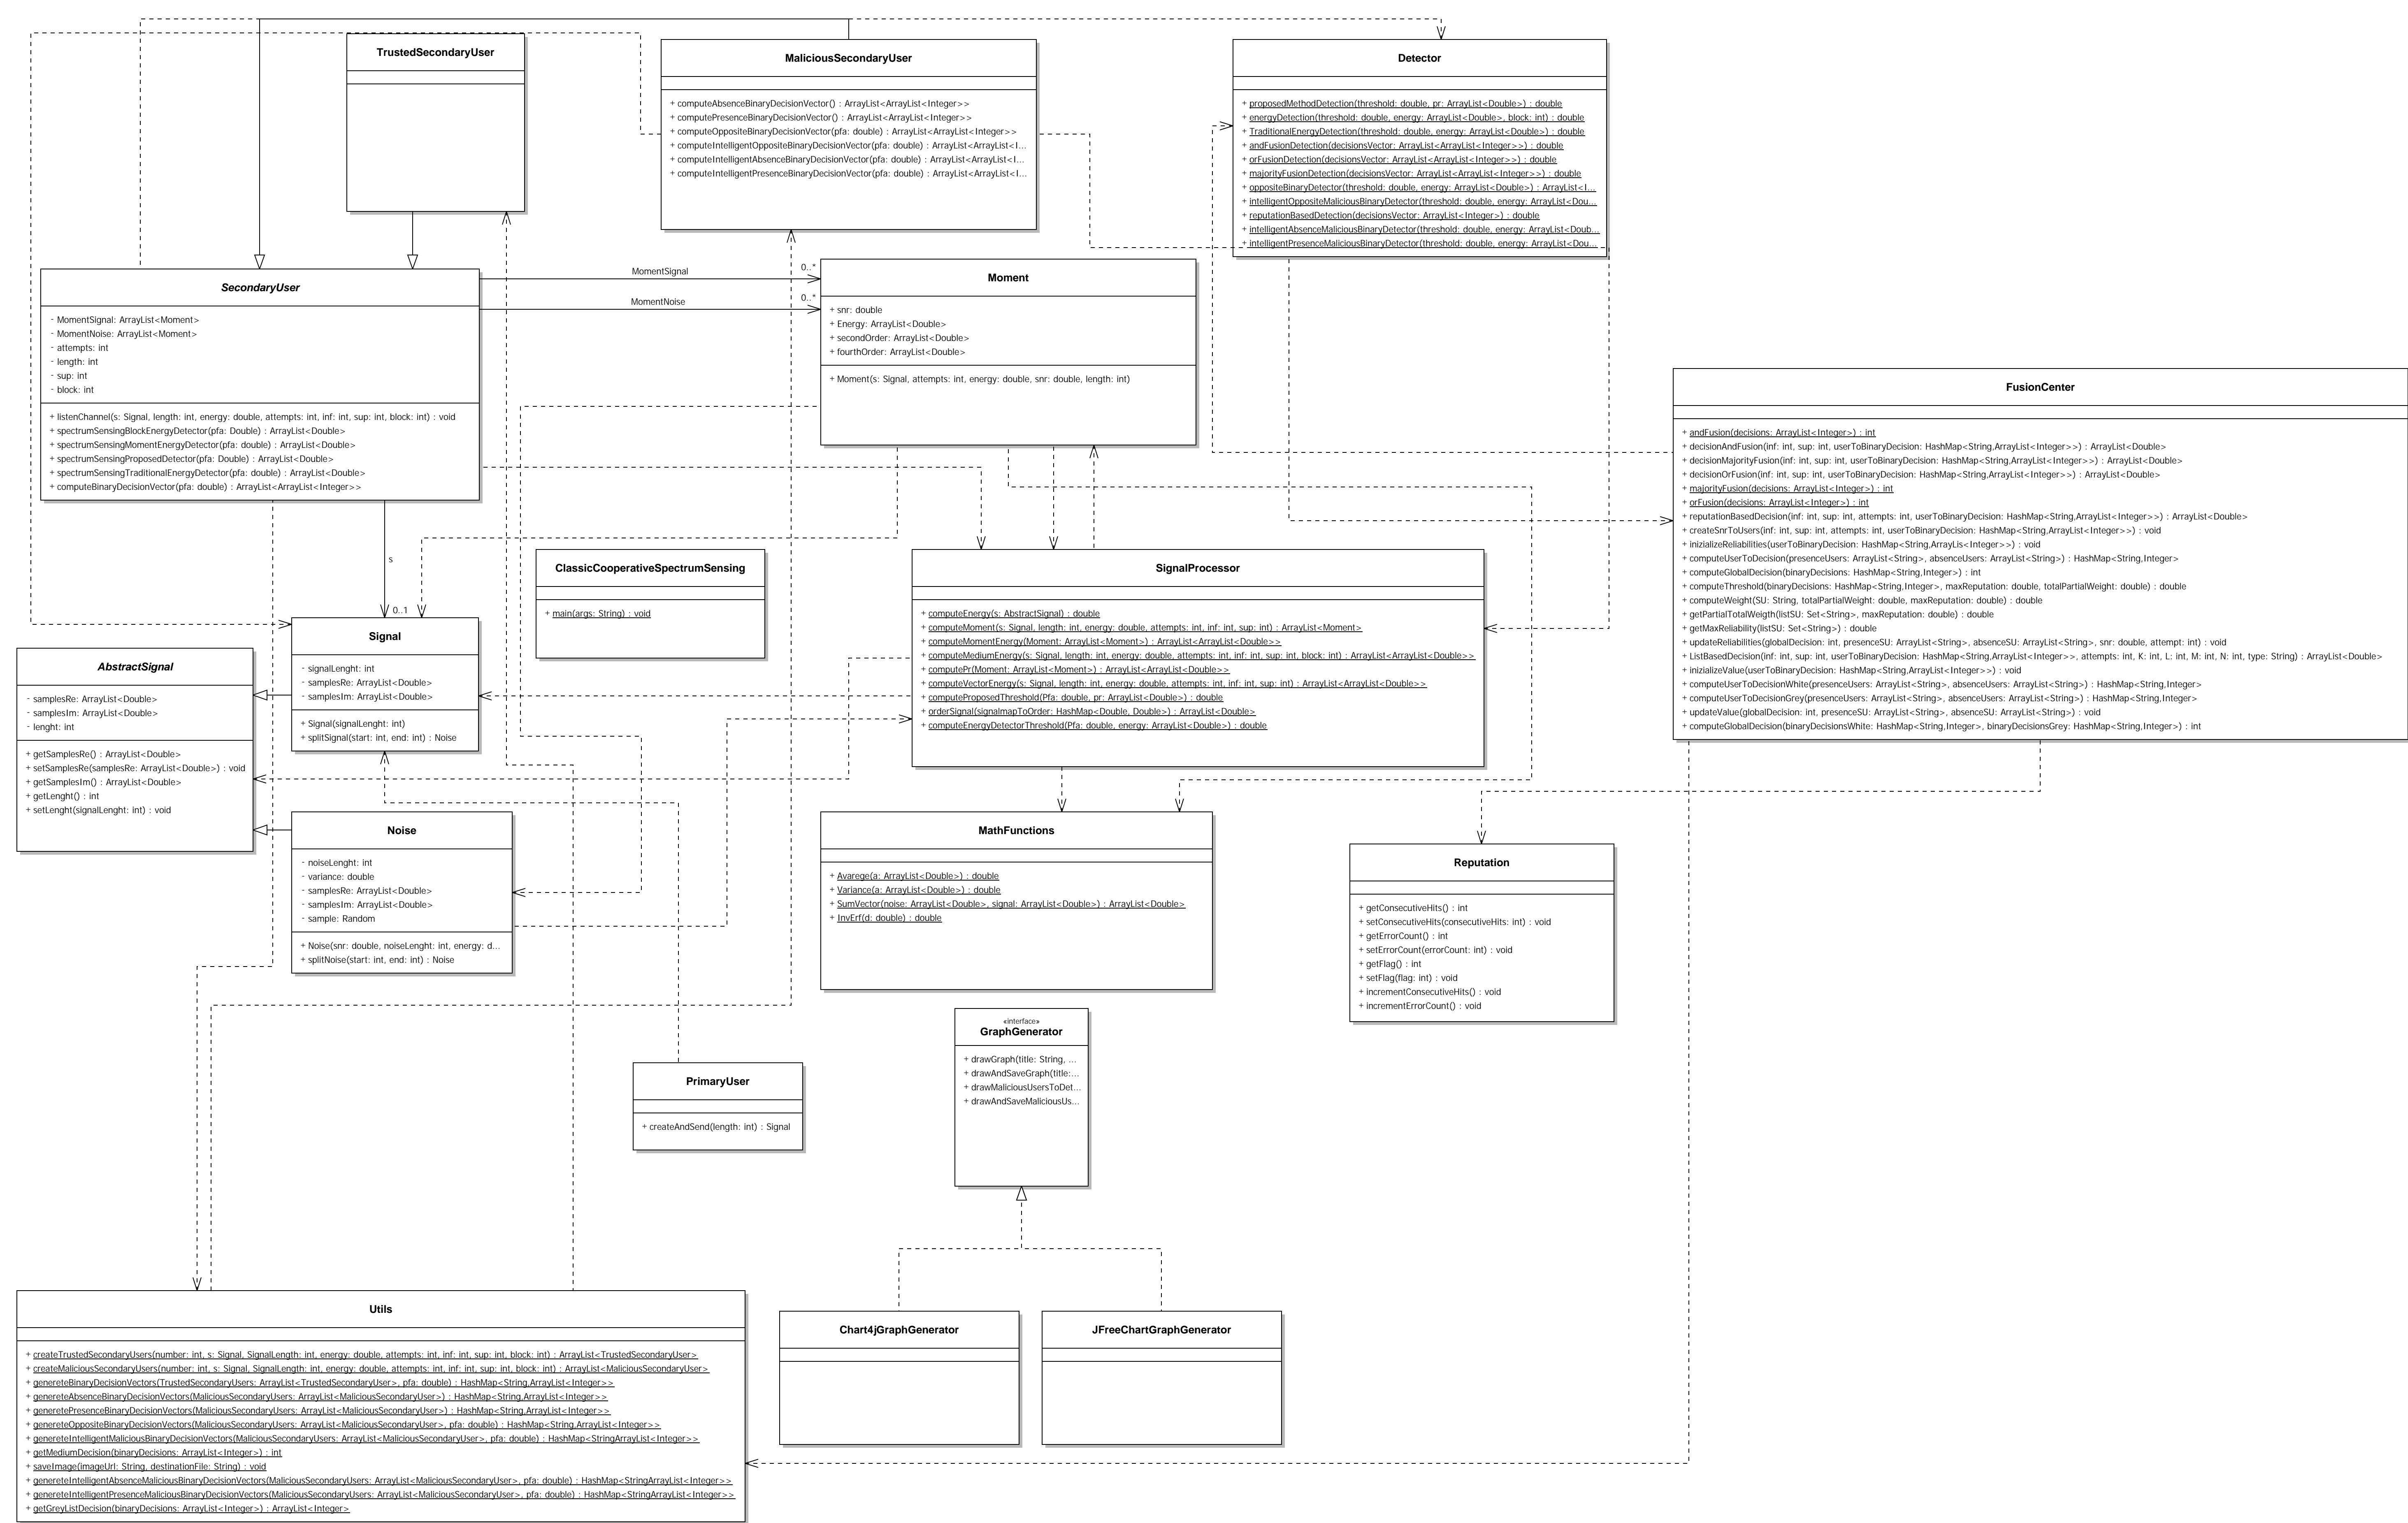 TrustedSecondaryUser
MaliciousSecondaryUser
+ computeAbsenceBinaryDecisionVector() : ArrayList<ArrayList<Integer>>
+ computePresenceBinaryDecisionVector() : ArrayList<ArrayList<Integer>>
+ computeOppositeBinaryDecisionVector(pfa: double) : ArrayList<ArrayList<Integer>>
+ computeIntelligentOppositeBinaryDecisionVector(pfa: double) : ArrayList<ArrayList<I...
+ computeIntelligentAbsenceBinaryDecisionVector(pfa: double) : ArrayList<ArrayList<I...
+ computeIntelligentPresenceBinaryDecisionVector(pfa: double) : ArrayList<ArrayList<I...
Detector
+ proposedMethodDetection(threshold: double, pr: ArrayList<Double>) : double
+ energyDetection(threshold: double, energy: ArrayList<Double>, block: int) : double
+ TraditionalEnergyDetection(threshold: double, energy: ArrayList<Double>) : double
+ andFusionDetection(decisionsVector: ArrayList<ArrayList<Integer>>) : double
+ orFusionDetection(decisionsVector: ArrayList<ArrayList<Integer>>) : double
+ majorityFusionDetection(decisionsVector: ArrayList<ArrayList<Integer>>) : double
+ oppositeBinaryDetector(threshold: double, energy: ArrayList<Double>) : ArrayList<I...
+ intelligentOppositeMaliciousBinaryDetector(threshold: double, energy: ArrayList<Dou...
+ reputationBasedDetection(decisionsVector: ArrayList<Integer>) : double
+ intelligentAbsenceMaliciousBinaryDetector(threshold: double, energy: ArrayList<Doub...
+ intelligentPresenceMaliciousBinaryDetector(threshold: double, energy: ArrayList<Dou...
SecondaryUser
- MomentSignal: ArrayList<Moment>
- MomentNoise: ArrayList<Moment>
- attempts: int
- length: int
- sup: int
- block: int
+ listenChannel(s: Signal, length: int, energy: double, attempts: int, inf: int, sup: int, block: int) : void
+ spectrumSensingBlockEnergyDetector(pfa: Double) : ArrayList<Double>
+ spectrumSensingMomentEnergyDetector(pfa: double) : ArrayList<Double>
+ spectrumSensingProposedDetector(pfa: Double) : ArrayList<Double>
+ spectrumSensingTraditionalEnergyDetector(pfa: double) : ArrayList<Double>
+ computeBinaryDecisionVector(pfa: double) : ArrayList<ArrayList<Integer>>
MomentSignal
0..*
MomentNoise
0..*
Moment
+ snr: double
+ Energy: ArrayList<Double>
+ secondOrder: ArrayList<Double>
+ fourthOrder: ArrayList<Double>
+ Moment(s: Signal, attempts: int, energy: double, snr: double, length: int)
FusionCenter
+ andFusion(decisions: ArrayList<Integer>) : int
+ decisionAndFusion(inf: int, sup: int, userToBinaryDecision: HashMap<String,ArrayList<Integer>>) : ArrayList<Double>
+ decisionMajorityFusion(inf: int, sup: int, userToBinaryDecision: HashMap<String,ArrayList<Integer>>) : ArrayList<Double>
+ decisionOrFusion(inf: int, sup: int, userToBinaryDecision: HashMap<String,ArrayList<Integer>>) : ArrayList<Double>
+ majorityFusion(decisions: ArrayList<Integer>) : int
+ orFusion(decisions: ArrayList<Integer>) : int
+ reputationBasedDecision(inf: int, sup: int, attempts: int, userToBinaryDecision: HashMap<String,ArrayList<Integer>>) : ArrayList<Double>
+ createSnrToUsers(inf: int, sup: int, attempts: int, userToBinaryDecision: HashMap<String,ArrayList<Integer>>) : void
+ inizializeReliabilities(userToBinaryDecision: HashMap<String,ArrayLis<Integer>>) : void
+ computeUserToDecision(presenceUsers: ArrayList<String>, absenceUsers: ArrayList<String>) : HashMap<String,Integer>
+ computeGlobalDecision(binaryDecisions: HashMap<String,Integer>) : int
+ computeThreshold(binaryDecisions: HashMap<String,Integer>, maxReputation: double, totalPartialWeight: double) : double
+ computeWeight(SU: String, totalPartialWeight: double, maxReputation: double) : double
+ getPartialTotalWeigth(listSU: Set<String>, maxReputation: double) : double
+ getMaxReliability(listSU: Set<String>) : double
+ updateReliabilities(globalDecision: int, presenceSU: ArrayList<String>, absenceSU: ArrayList<String>, snr: double, attempt: int) : void
+ ListBasedDecision(inf: int, sup: int, userToBinaryDecision: HashMap<String,ArrayList<Integer>>, attempts: int, K: int, L: int, M: int, N: int, type: String) : ArrayList<Double>
+ inizializeValue(userToBinaryDecision: HashMap<String,ArrayList<Integer>>) : void
+ computeUserToDecisionWhite(presenceUsers: ArrayList<String>, absenceUsers: ArrayList<String>) : HashMap<String,Integer>
+ computeUserToDecisionGrey(presenceUsers: ArrayList<String>, absenceUsers: ArrayList<String>) : HashMap<String,Integer>
+ updateValue(globalDecision: int, presenceSU: ArrayList<String>, absenceSU: ArrayList<String>) : void
+ computeGlobalDecision(binaryDecisionsWhite: HashMap<String,Integer>, binaryDecisionsGrey: HashMap<String,Integer>) : int
s
0..1
ClassicCooperativeSpectrumSensing
+ main(args: String) : void
SignalProcessor
+ computeEnergy(s: AbstractSignal) : double
+ computeMoment(s: Signal, length: int, energy: double, attempts: int, inf: int, sup: int) : ArrayList<Moment>
+ computeMomentEnergy(Moment: ArrayList<Moment>) : ArrayList<ArrayList<Double>>
+ computeMediumEnergy(s: Signal, length: int, energy: double, attempts: int, inf: int, sup: int, block: int) : ArrayList<ArrayList<Double>>
+ computePr(Moment: ArrayList<Moment>) : ArrayList<ArrayList<Double>>
+ computeVectorEnergy(s: Signal, length: int, energy: double, attempts: int, inf: int, sup: int) : ArrayList<ArrayList<Double>>
+ computeProposedThreshold(Pfa: double, pr: ArrayList<Double>) : double
+ orderSignal(signalmapToOrder: HashMap<Double, Double>) : ArrayList<Double>
+ computeEnergyDetectorThreshold(Pfa: double, energy: ArrayList<Double>) : double
Signal
- signalLenght: int
- samplesRe: ArrayList<Double>
- samplesIm: ArrayList<Double>
+ Signal(signalLenght: int)
+ splitSignal(start: int, end: int) : Noise
AbstractSignal
- samplesRe: ArrayList<Double>
- samplesIm: ArrayList<Double>
- lenght: int
+ getSamplesRe() : ArrayList<Double>
+ setSamplesRe(samplesRe: ArrayList<Double>) : void
+ getSamplesIm() : ArrayList<Double>
+ getLenght() : int
+ setLenght(signalLenght: int) : void
Noise
- noiseLenght: int
- variance: double
- samplesRe: ArrayList<Double>
- samplesIm: ArrayList<Double>
- sample: Random
+ Noise(snr: double, noiseLenght: int, energy: d...
+ splitNoise(start: int, end: int) : Noise
MathFunctions
+ Avarege(a: ArrayList<Double>) : double
+ Variance(a: ArrayList<Double>) : double
+ SumVector(noise: ArrayList<Double>, signal: ArrayList<Double>) : ArrayList<Double>
+ InvErf(d: double) : double
Reputation
+ getConsecutiveHits() : int
+ setConsecutiveHits(consecutiveHits: int) : void
+ getErrorCount() : int
+ setErrorCount(errorCount: int) : void
+ getFlag() : int
+ setFlag(flag: int) : void
+ incrementConsecutiveHits() : void
+ incrementErrorCount() : void
«interface»
GraphGenerator
+ drawGraph(title: String, ...
+ drawAndSaveGraph(title:...
+ drawMaliciousUsersToDet...
+ drawAndSaveMaliciousUs...
PrimaryUser
+ createAndSend(length: int) : Signal
Utils
+ createTrustedSecondaryUsers(number: int, s: Signal, SignalLength: int, energy: double, attempts: int, inf: int, sup: int, block: int) : ArrayList<TrustedSecondaryUser>
+ createMaliciousSecondaryUsers(number: int, s: Signal, SignalLength: int, energy: double, attempts: int, inf: int, sup: int, block: int) : ArrayList<MaliciousSecondaryUser>
+ genereteBinaryDecisionVectors(TrustedSecondaryUsers: ArrayList<TrustedSecondaryUser>, pfa: double) : HashMap<String,ArrayList<Integer>>
+ genereteAbsenceBinaryDecisionVectors(MaliciousSecondaryUsers: ArrayList<MaliciousSecondaryUser>) : HashMap<String,ArrayList<Integer>>
+ generetePresenceBinaryDecisionVectors(MaliciousSecondaryUsers: ArrayList<MaliciousSecondaryUser>) : HashMap<String,ArrayList<Integer>>
+ genereteOppositeBinaryDecisionVectors(MaliciousSecondaryUsers: ArrayList<MaliciousSecondaryUser>, pfa: double) : HashMap<String,ArrayList<Integer>>
+ genereteIntelligentMaliciousBinaryDecisionVectors(MaliciousSecondaryUsers: ArrayList<MaliciousSecondaryUser>, pfa: double) : HashMap<StringArrayList<Integer>>
+ getMediumDecision(binaryDecisions: ArrayList<Integer>) : int
+ saveImage(imageUrl: String, destinationFile: String) : void
+ genereteIntelligentAbsenceMaliciousBinaryDecisionVectors(MaliciousSecondaryUsers: ArrayList<MaliciousSecondaryUser>, pfa: double) : HashMap<StringArrayList<Integer>>
+ genereteIntelligentPresenceMaliciousBinaryDecisionVectors(MaliciousSecondaryUsers: ArrayList<MaliciousSecondaryUser>, pfa: double) : HashMap<StringArrayList<Integer>>
+ getGreyListDecision(binaryDecisions: ArrayList<Integer>) : ArrayList<Integer>
Chart4jGraphGenerator
JFreeChartGraphGenerator